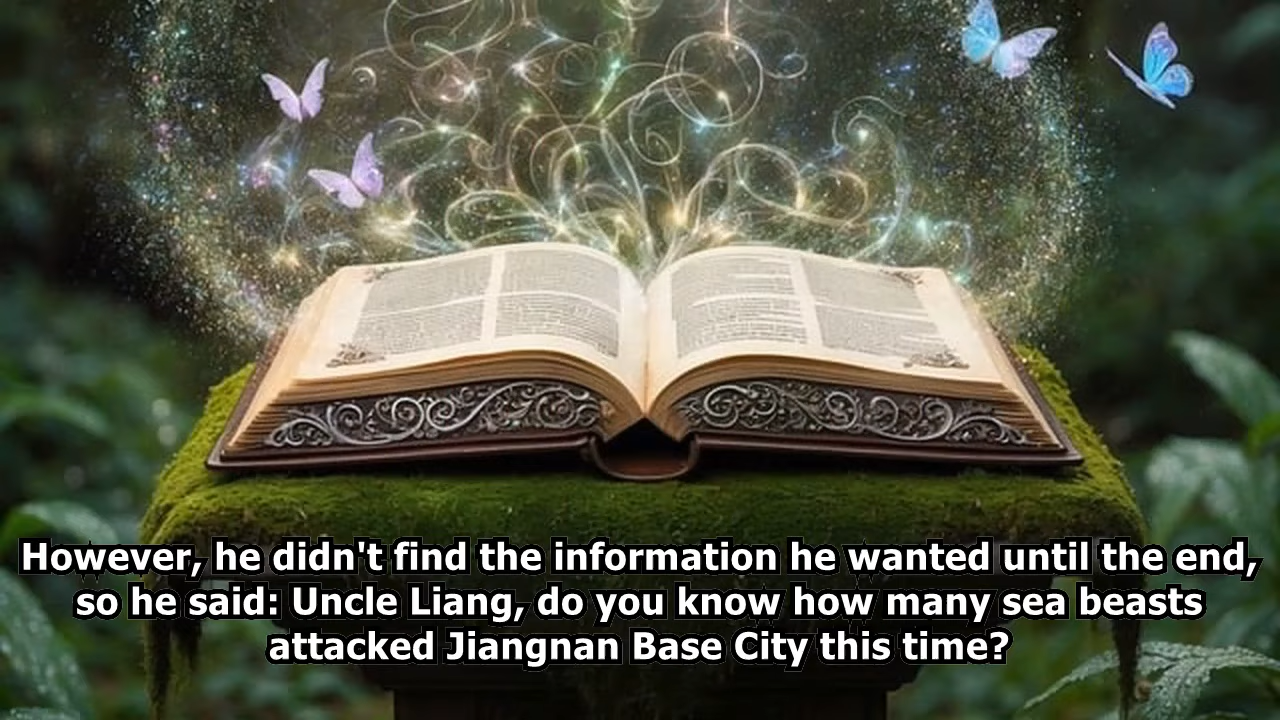 However, he didn't find the information he wanted until the end,
so he said: Uncle Liang, do you know how many sea beasts
attacked Jiangnan Base City this time?